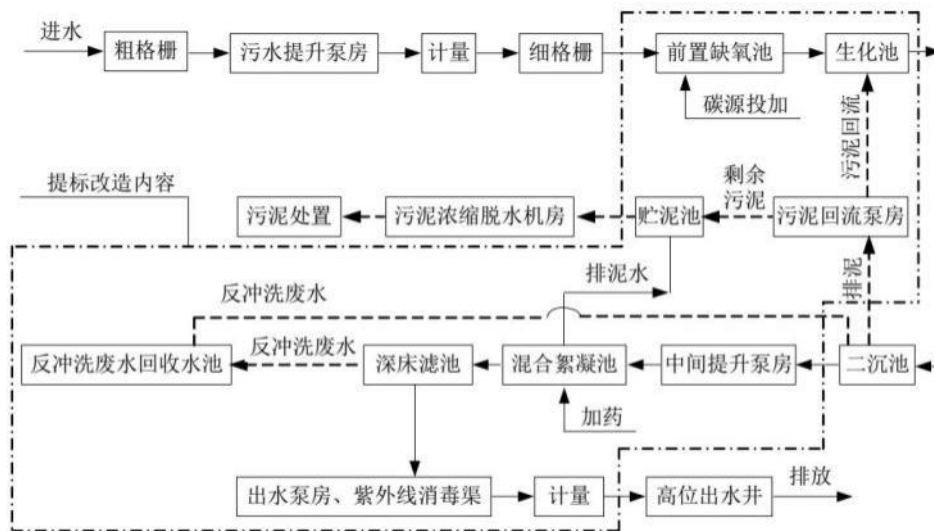 进水
粗格栅
污水提升泵房
计量
细格栅
前置缺氧池
生化池
碳源投加
污泥回流
提标改造内容
污泥处置
污泥浓缩脱水机房
贮泥池
剩余
污泥
污泥回流泵房
排泥水
排泥
反冲洗废水
反冲洗废水回收水池
反冲洗废水
深床滤池
混合絮凝池
中间提升泵房
二沉池
加药
出水泵房、紫外线消毒渠
计量
高位出水井
排放